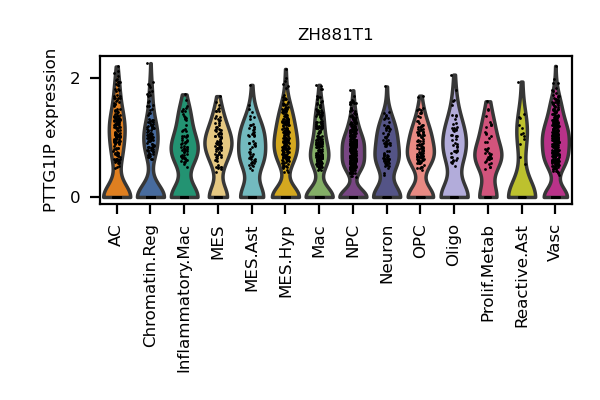 ZH881T1
PTTG1IP expression
2
0
AC
Chromatin.Reg
Inflammatory.Mac
MES
MES.Ast
MES.Hyp
Mac
NPC
Neuron
OPC
Oligo
Prolif.Metab
Reactive.Ast
Vasc